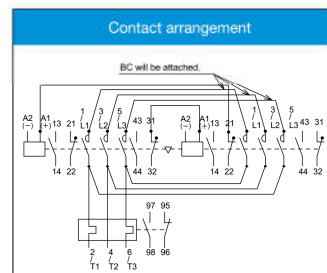 Contact arrangement
BC will be attached.
A2 (−) A1 (+) 13 21 1/L1 3/L2 5/L3 43 31 A2 (−) A1 (+) 13 21 1/L1 3/L2 5/L3 43 31
14 22 44 32 14 22 44 32
97 95
98 96
2/T1 4/T2 6/T3